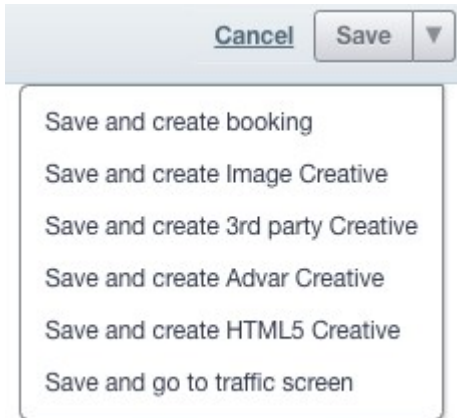 Cancel Save ▼
Save and create booking
Save and create Image Creative
Save and create 3rd party Creative
Save and create Advar Creative
Save and create HTML5 Creative
Save and go to traffic screen